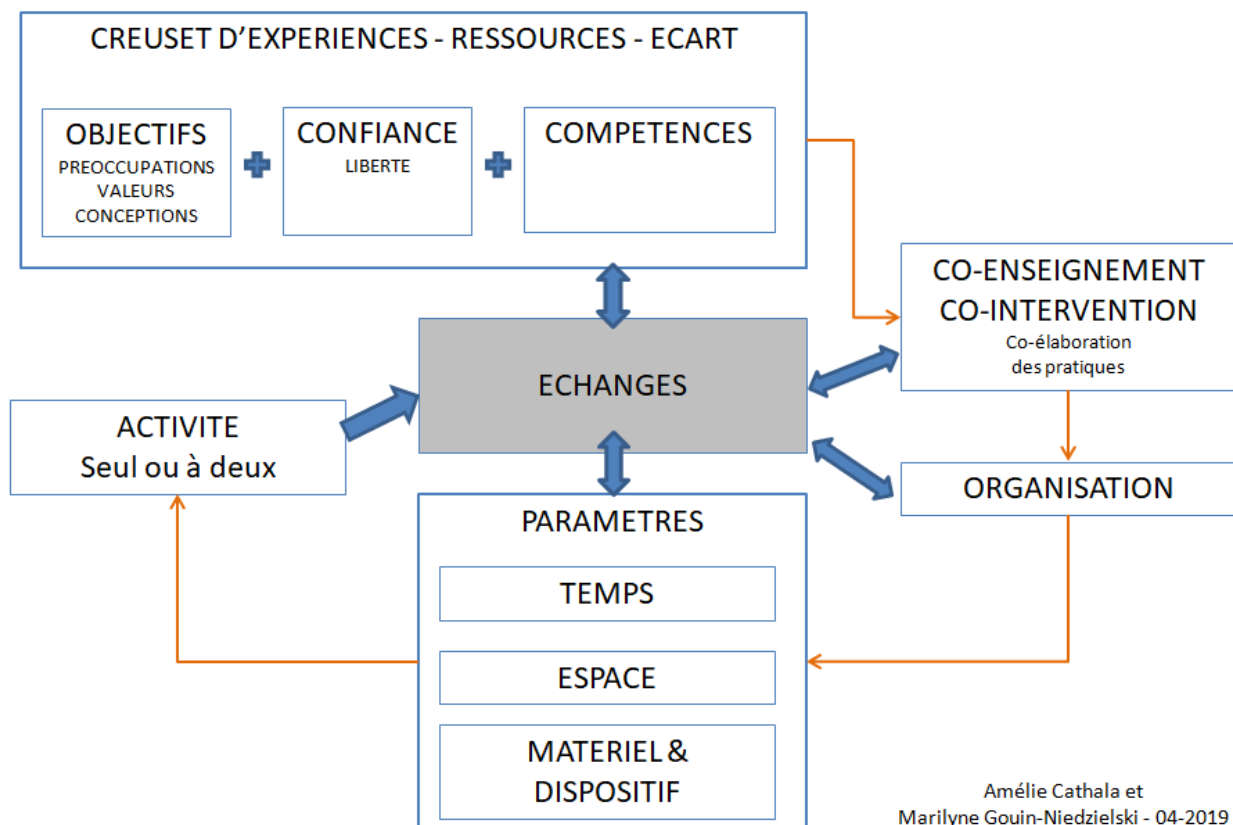 CREUSET D’EXPERIENCES - RESSOURCES - ECART
OBJECTIFS
PREOCCUPATIONS
VALEURS
CONCEPTIONS
CONFIANCE
LIBERTE
COMPETENCES
CO-ENSEIGNEMENT
CO-INTERVENTION
Co-élaboration
des pratiques
ECHANGES
ACTIVITE
Seul ou à deux
ORGANISATION
PARAMETRES
TEMPS
ESPACE
MATERIEL &
DISPOSITIF
Amélie Cathala et
Marilyne Gouin-Niedzielski - 04-2019